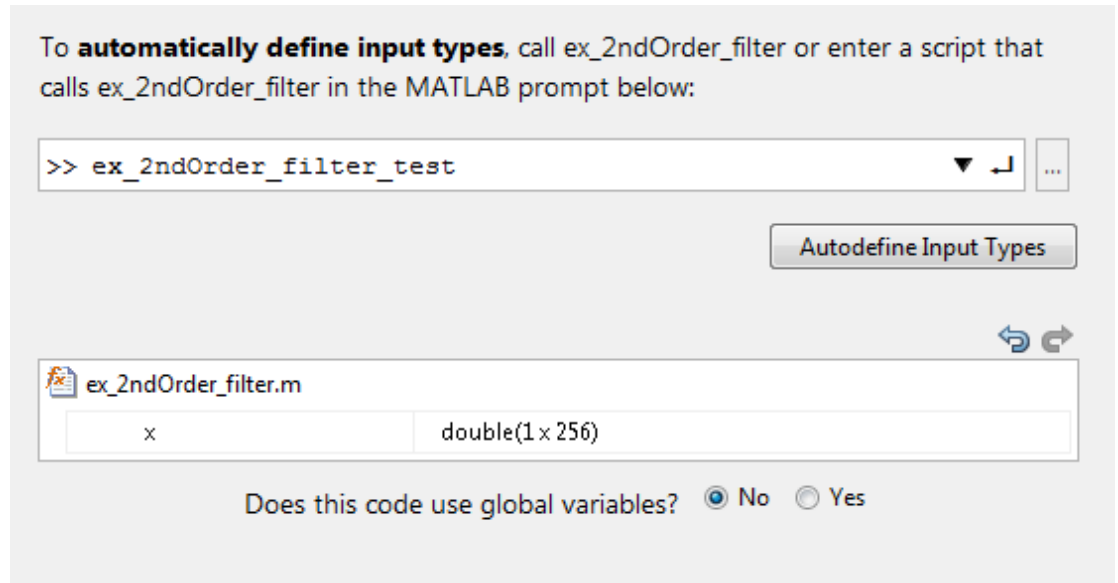 To automatically define input types, call ex_2ndOrder_filter or enter a script that
calls ex_2ndOrder_filter in the MATLAB prompt below:
>> ex_2ndOrder_filter_test
...
Autodefine Input Types
ex_2ndOrder_filter.m
x double(1 x 256)
Does this code use global variables? No Yes